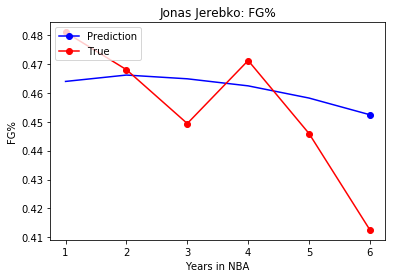 Jonas Jerebko: FG%
Prediction
True
0.48
0.47
0.46
0.45
0.44
0.43
0.42
0.41
FG%
1 2 3 4 5 6
Years in NBA